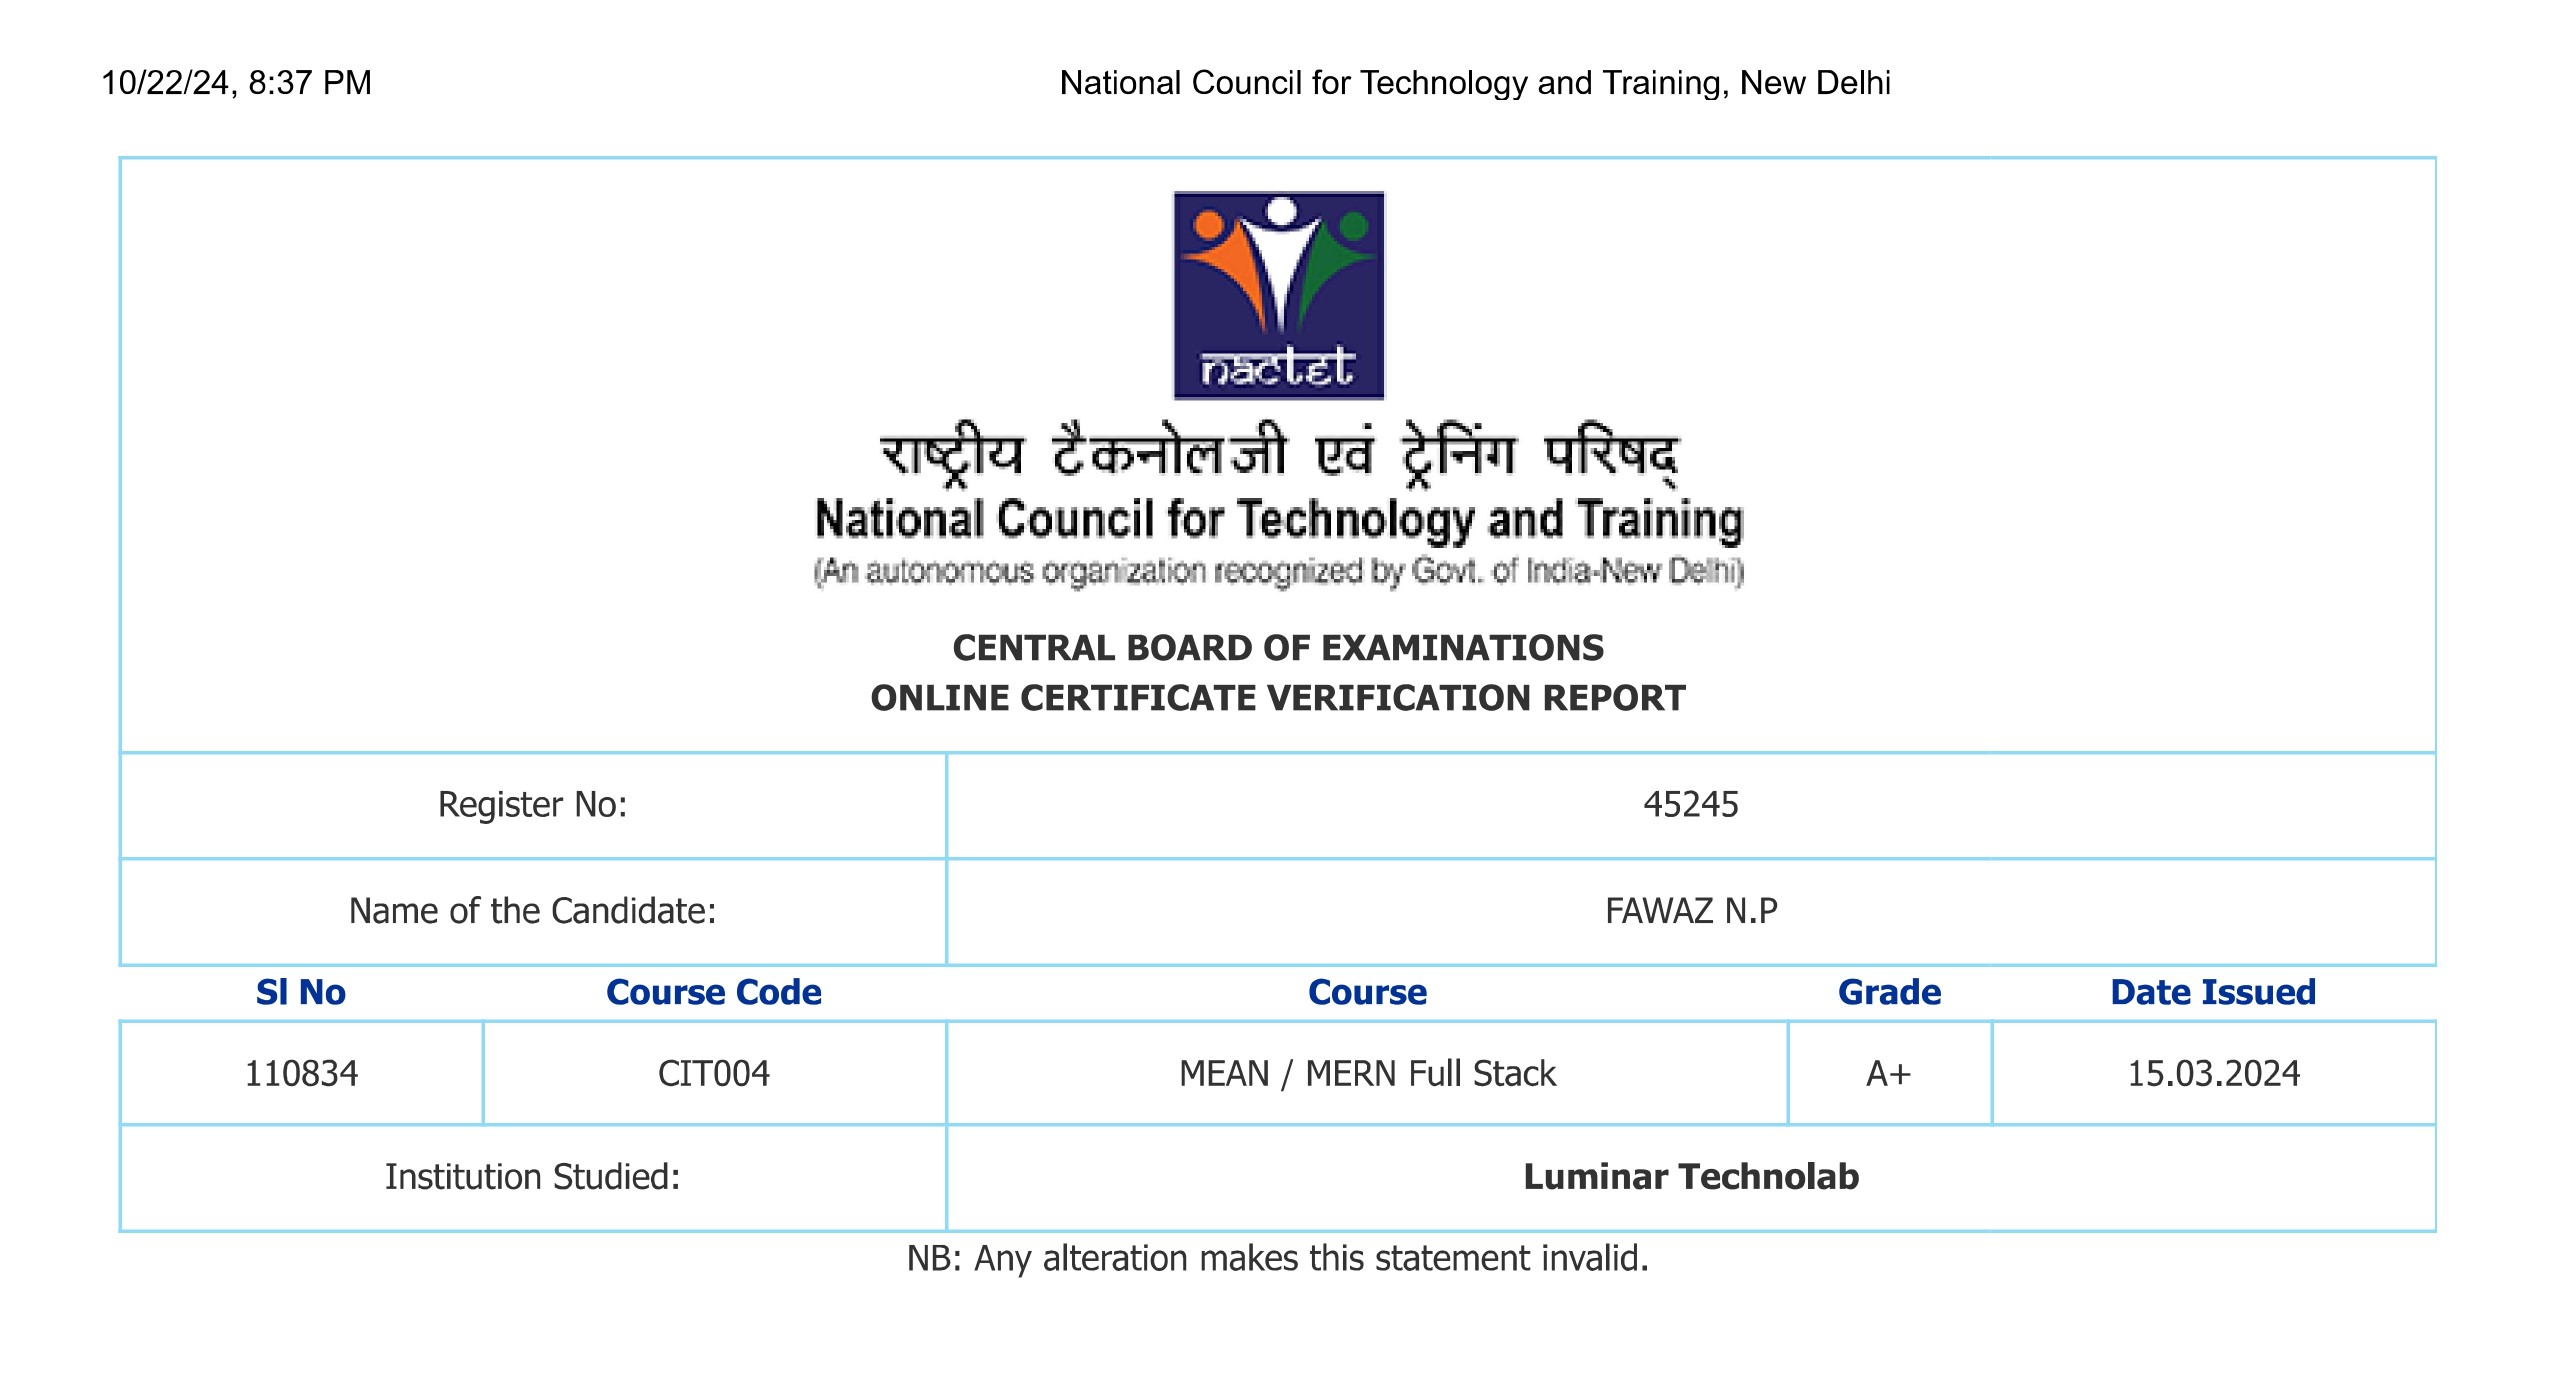 10/22/24, 8:37 PM National Council for Technology and Training, New Delhi
nactet
राष्ट्रीय टैकनोलजी एवं ट्रेनिंग परिषद्
National Council for Technology and Training
(An autonomous organization recognized by Govt. of India-New Delhi)
CENTRAL BOARD OF EXAMINATIONS
ONLINE CERTIFICATE VERIFICATION REPORT
Register No: 45245
Name of the Candidate: FAWAZ N.P
Sl No Course Code Course Grade Date Issued
110834 CIT004 MEAN / MERN Full Stack A+ 15.03.2024
Institution Studied: Luminar Technolab
NB: Any alteration makes this statement invalid.